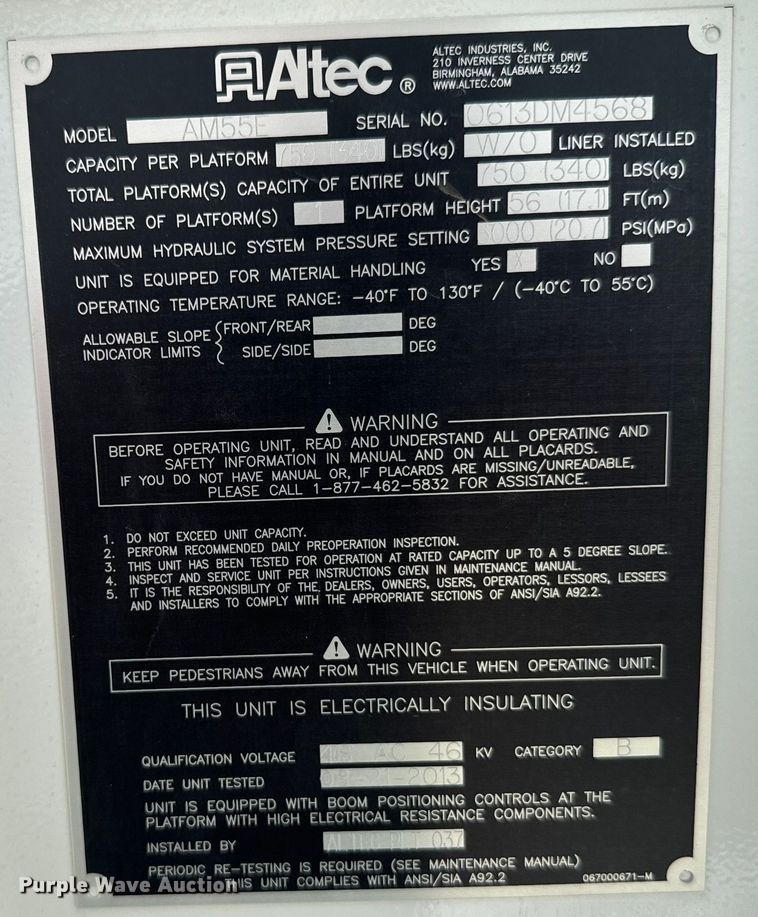 Altec ®
ALTEC INDUSTRIES, INC.
210 INVERNESS CENTER DRIVE
BIRMINGHAM, ALABAMA 35242
WWW.ALTEC.COM
MODEL AM55E SERIAL NO. 0613DM4568
CAPACITY PER PLATFORM 750 (340) LBS(kg) W/O LINER INSTALLED
TOTAL PLATFORM(S) CAPACITY OF ENTIRE UNIT 750 (340) LBS(kg)
NUMBER OF PLATFORM(S) 1 PLATFORM HEIGHT 56 (17.1) FT(m)
MAXIMUM HYDRAULIC SYSTEM PRESSURE SETTING (20.7) PSI(MPa)
UNIT IS EQUIPPED FOR MATERIAL HANDLING YES X NO
OPERATING TEMPERATURE RANGE: -40°F TO 130°F / (-40°C TO 55°C)
ALLOWABLE SLOPE { FRONT/REAR DEG
INDICATOR LIMITS SIDE/SIDE DEG
WARNING
BEFORE OPERATING UNIT, READ AND UNDERSTAND ALL OPERATING AND
SAFETY INFORMATION IN MANUAL AND ON ALL PLACARDS.
IF YOU DO NOT HAVE MANUAL OR, IF PLACARDS ARE MISSING/UNREADABLE,
PLEASE CALL 1-877-462-5832 FOR ASSISTANCE.
1. DO NOT EXCEED UNIT CAPACITY.
2. PERFORM RECOMMENDED DAILY PREOPERATION INSPECTION.
3. THIS UNIT HAS BEEN TESTED FOR OPERATION AT RATED CAPACITY UP TO A 5 DEGREE SLOPE.
4. INSPECT AND SERVICE UNIT PER INSTRUCTIONS GIVEN IN MAINTENANCE MANUAL.
5. IT IS THE RESPONSIBILITY OF THE DEALERS, OWNERS, USERS, OPERATORS, LESSORS, LESSEES
AND INSTALLERS TO COMPLY WITH THE APPROPRIATE SECTIONS OF ANSI/SIA A92.2.
WARNING
KEEP PEDESTRIANS AWAY FROM THIS VEHICLE WHEN OPERATING UNIT.
THIS UNIT IS ELECTRICALLY INSULATING
QUALIFICATION VOLTAGE AC 46 KV CATEGORY B
DATE UNIT TESTED 2013
UNIT IS EQUIPPED WITH BOOM POSITIONING CONTROLS AT THE
PLATFORM WITH HIGH ELECTRICAL RESISTANCE COMPONENTS.
INSTALLED BY 037
PERIODIC RE-TESTING IS REQUIRED (SEE MAINTENANCE MANUAL)
THIS UNIT COMPLIES WITH ANSI/SIA A92.2 067000671-M
Purple Wave Auction